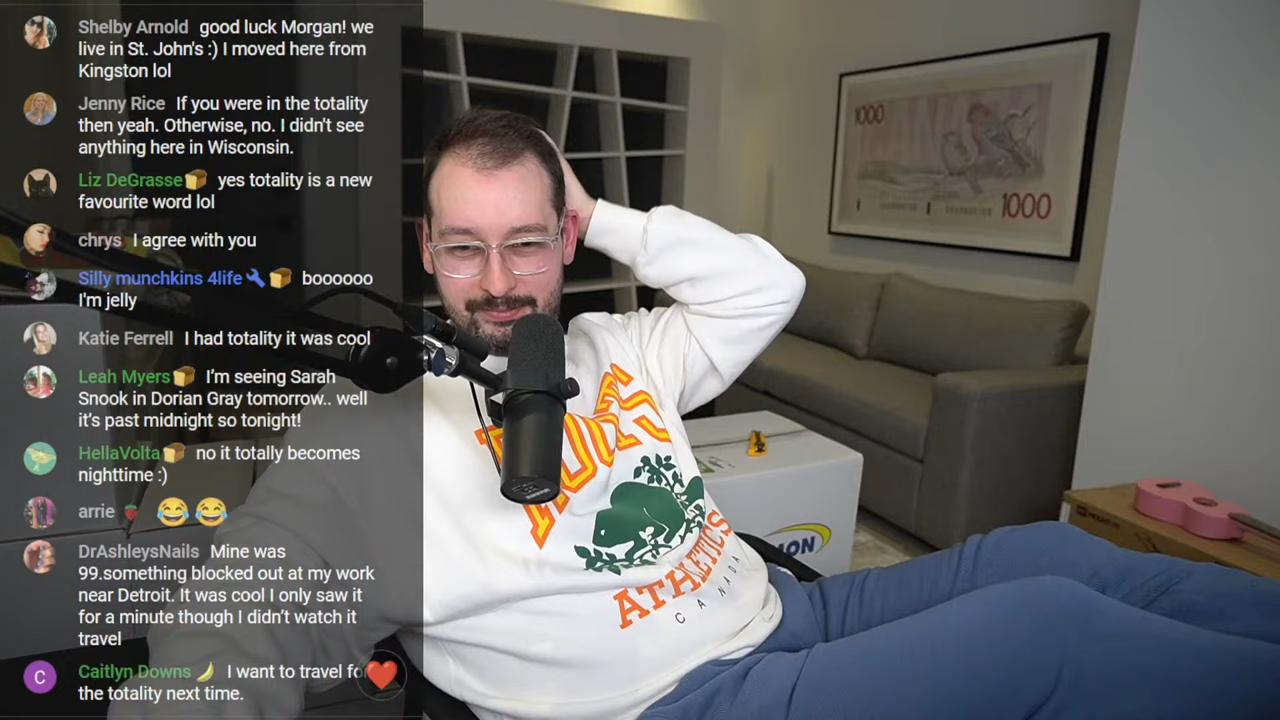 Shelby Arnold good luck Morgan! we
live in St. John's :) I moved here from
Kingston lol
Jenny Rice If you were in the totality
then yeah. Otherwise, no. I didn't see
anything here in Wisconsin.
Liz DeGrasse yes totality is a new
favourite word lol
chrys I agree with you
Silly munchkins 4life boooooo
I'm jelly
Katie Ferrell I had totality it was cool
Leah Myers I'm seeing Sarah
Snook in Dorian Gray tomorrow.. well
it's past midnight so tonight!
HellaVolta no it totally becomes
nighttime :)
arrie 😂 😂
DrAshleysNails Mine was
99.something blocked out at my work
near Detroit. It was cool I only saw it
for a minute though I didn't watch it
travel
C Caitlyn Downs I want to travel fo
the totality next time.
1000
1000
ATHLETICS
CANADA